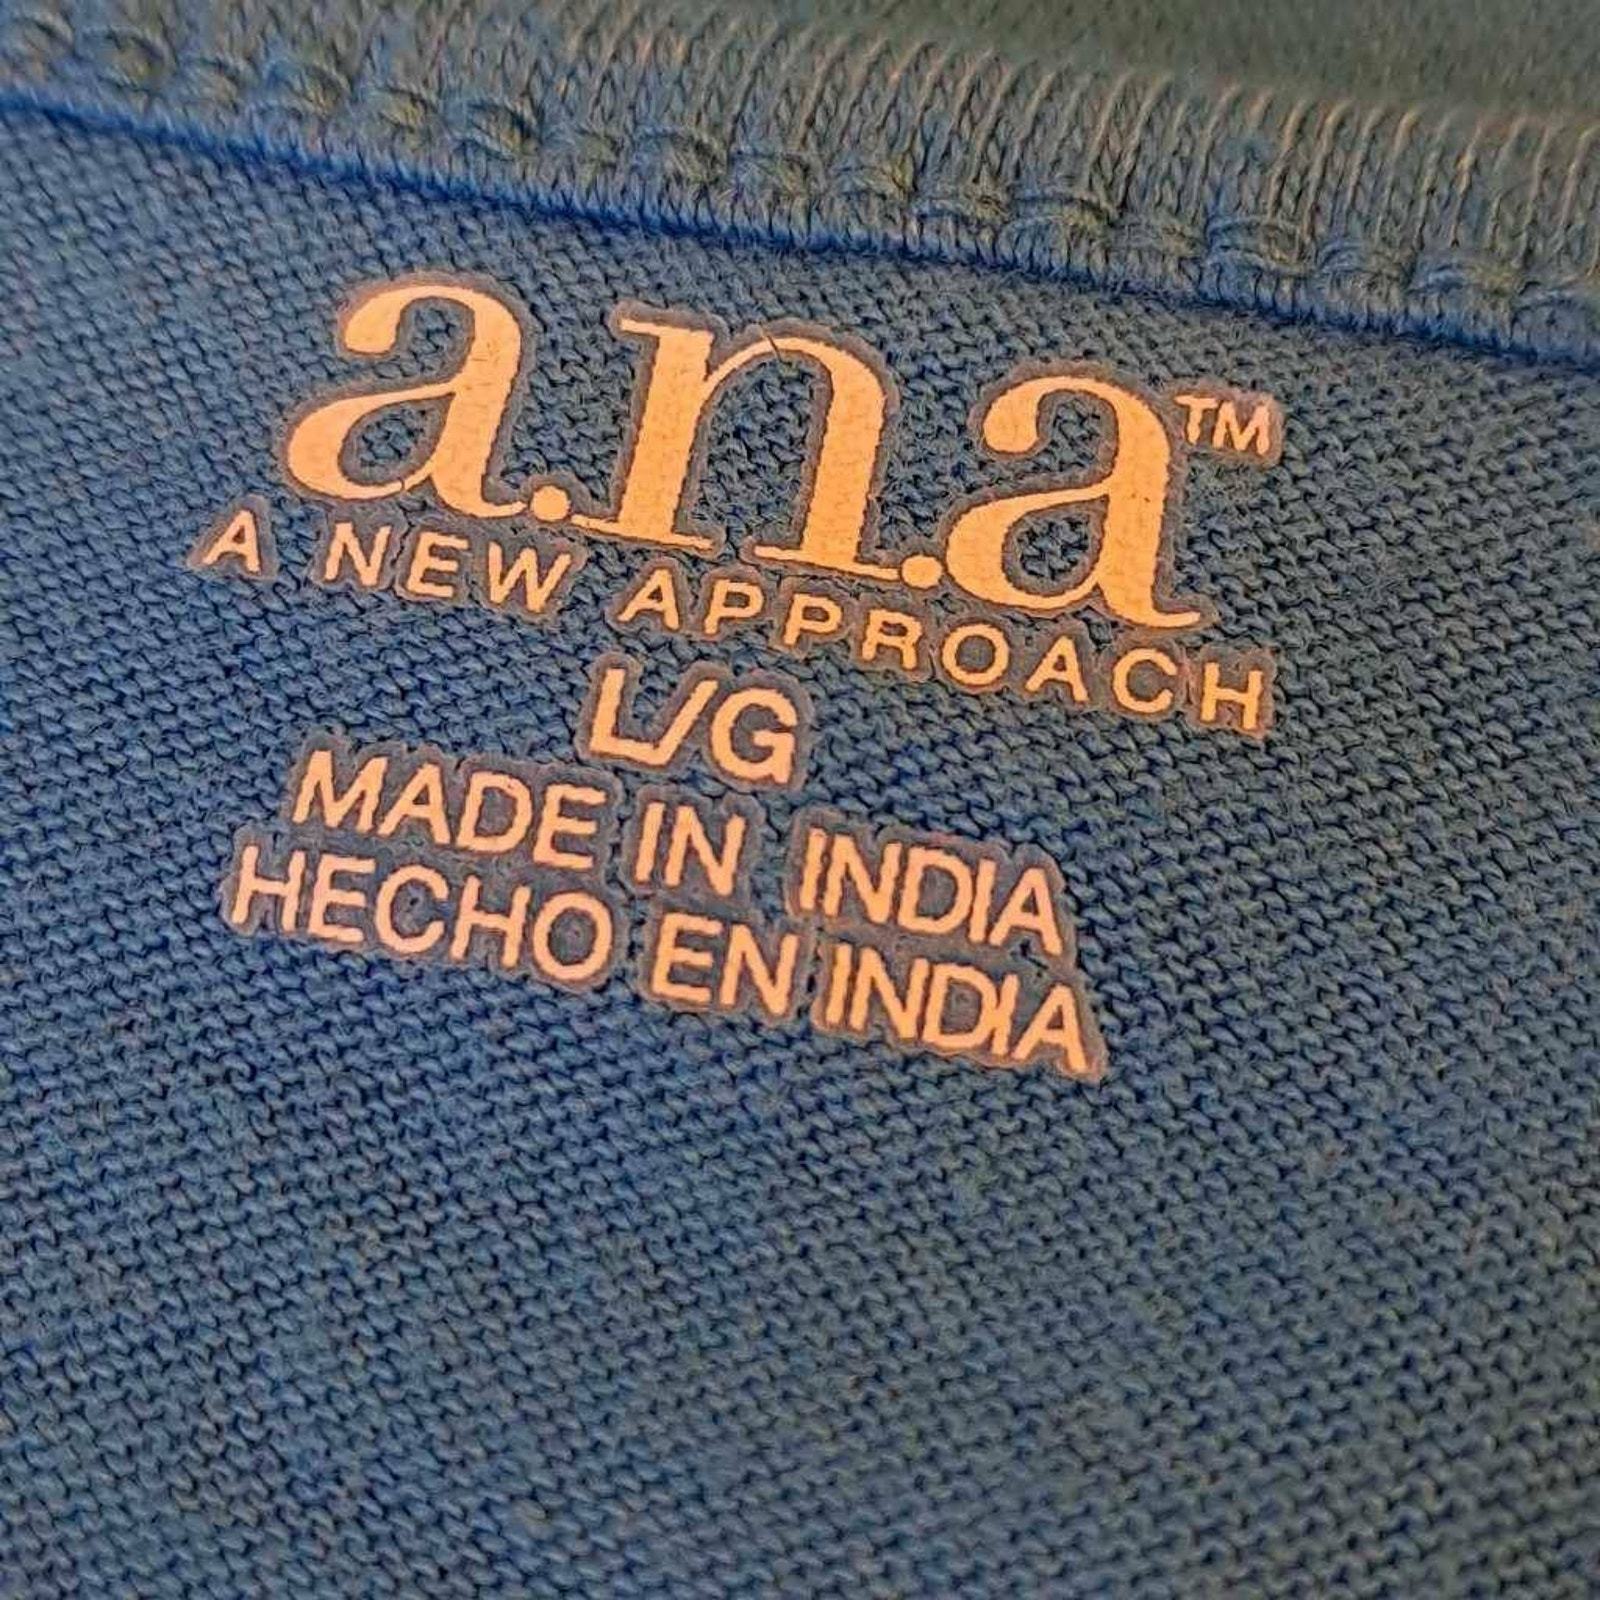 a.n.a™
A NEW APPROACH
L/G
MADE IN INDIA
HECHO EN INDIA